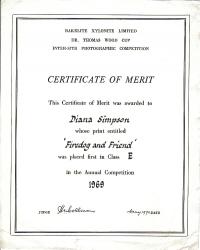 BAKELITE XYLONITE LIMITED
DR. THOMAS WOOD CUP
INTER-SITE PHOTOGRAPHIC COMPETITION
CERTIFICATE OF MERIT
This Certificate of Merit was awarded to
Diana Simpson
whose print entitled
'Firedog and Friend'
was placed first in Class E
in the Annual Competition
1969
JUDGE
DATE